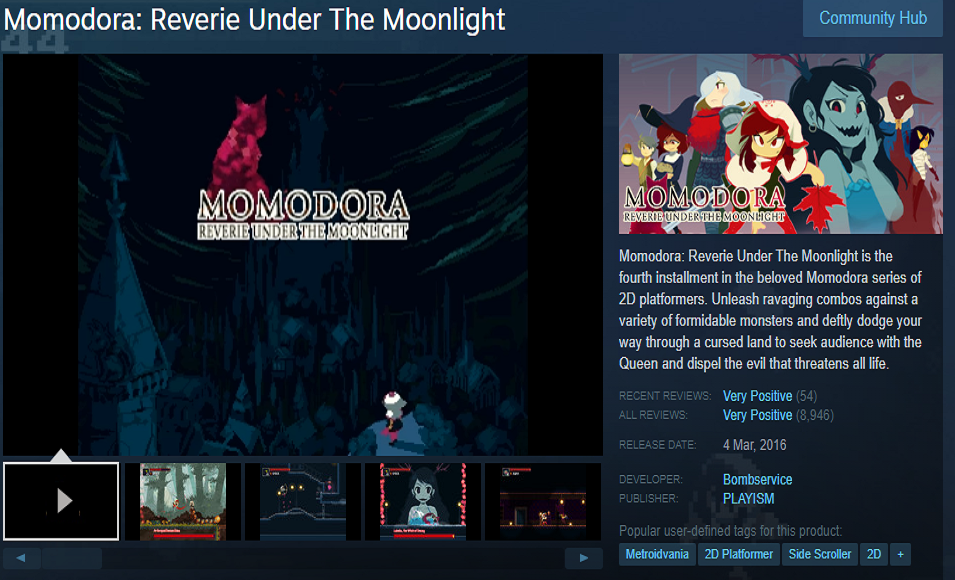 Momodora: Reverie Under The Moonlight
Community Hub
MOMODORA
REVERIE UNDER THE MOONLIGHT
MOMODORA
REVERIE UNDER THE MOONLIGHT
Momodora: Reverie Under The Moonlight is the
fourth installment in the beloved Momodora series of
2D platformers. Unleash ravaging combos against a
variety of formidable monsters and deftly dodge your
way through a cursed land to seek audience with the
Queen and dispel the evil that threatens all life.
RECENT REVIEWS: Very Positive (54)
ALL REVIEWS: Very Positive (8,946)
RELEASE DATE: 4 Mar, 2016
DEVELOPER: Bombservice
PUBLISHER: PLAYISM
Popular user-defined tags for this product:
Metroidvania 2D Platformer Side Scroller 2D +